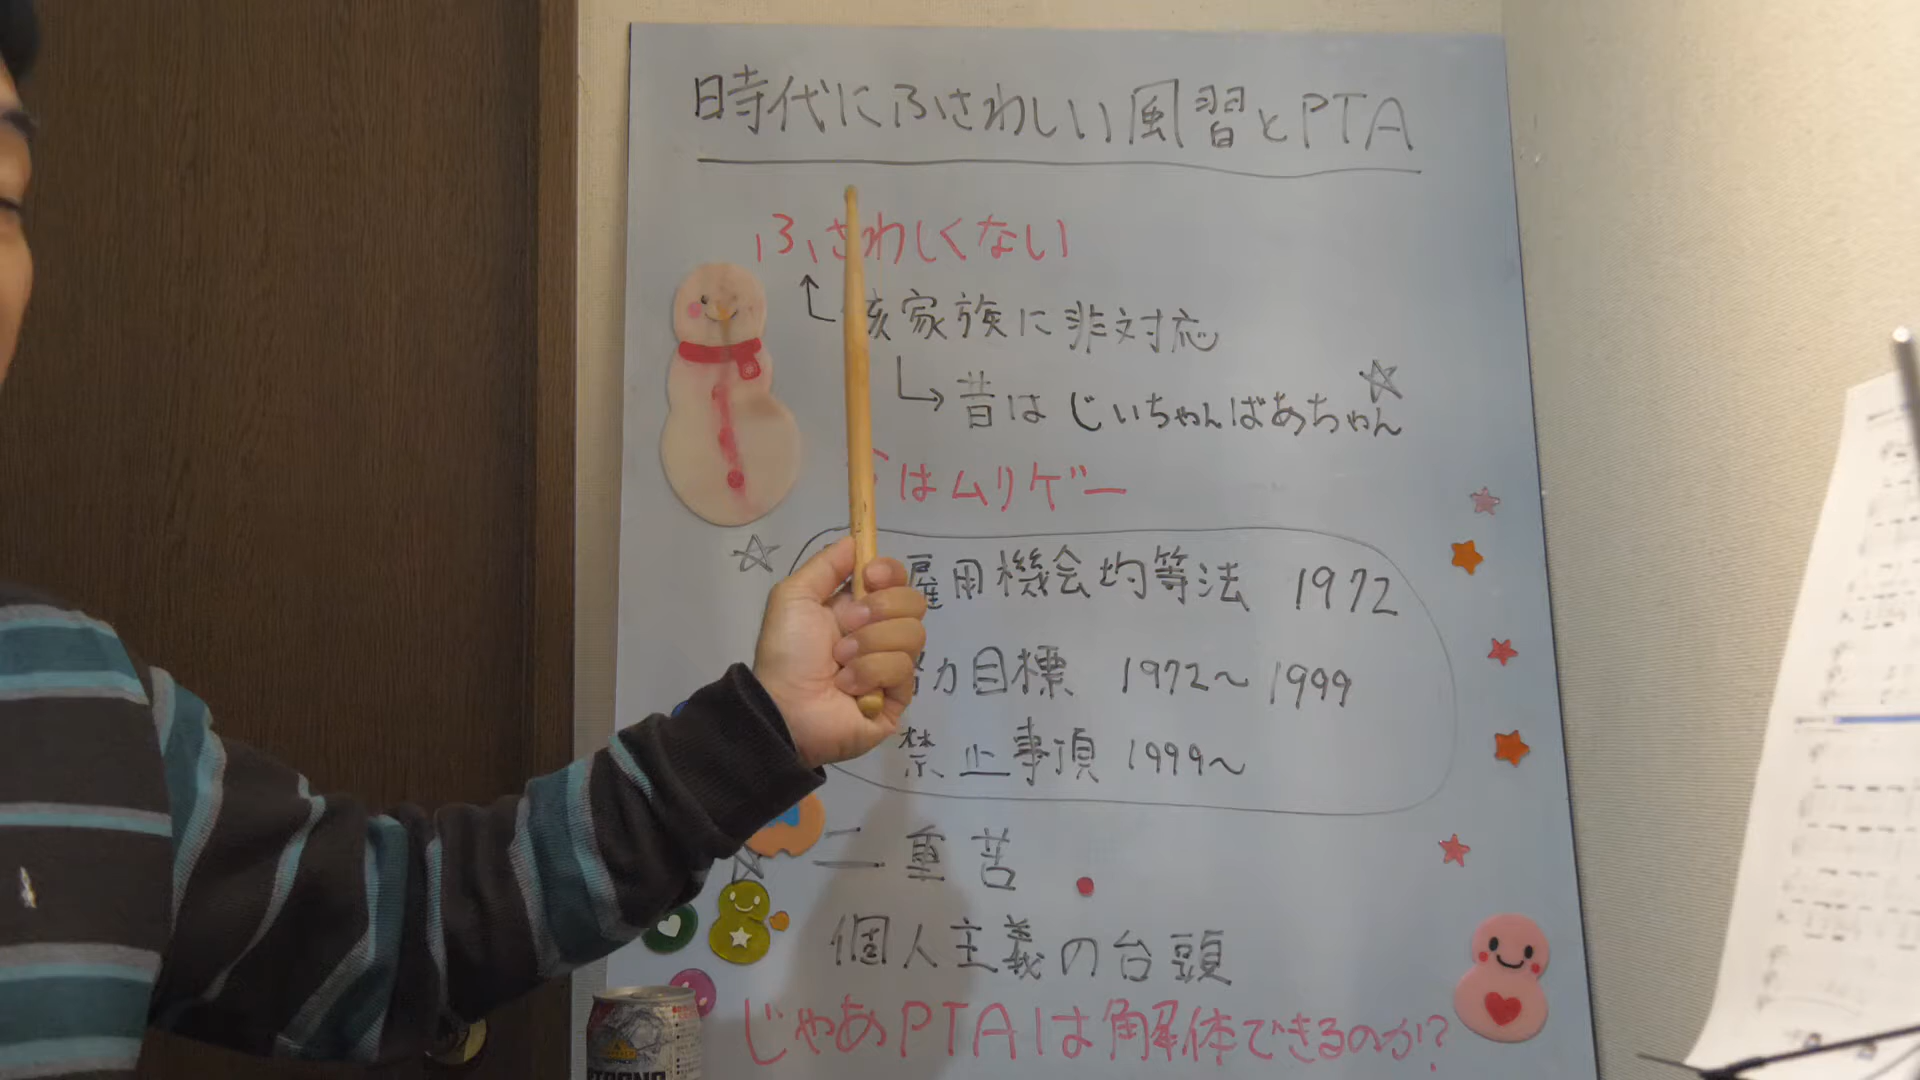 時代にふさわしい風習とPTA
ふさわしくない
核家族に非対応
昔はじいちゃんばあちゃん
はムリゲー
雇用機会均等法 1972
努力目標 1972〜1999
禁止事項 1999〜
二重苦
個人主義の台頭
じゃあPTAは解体できるのか?